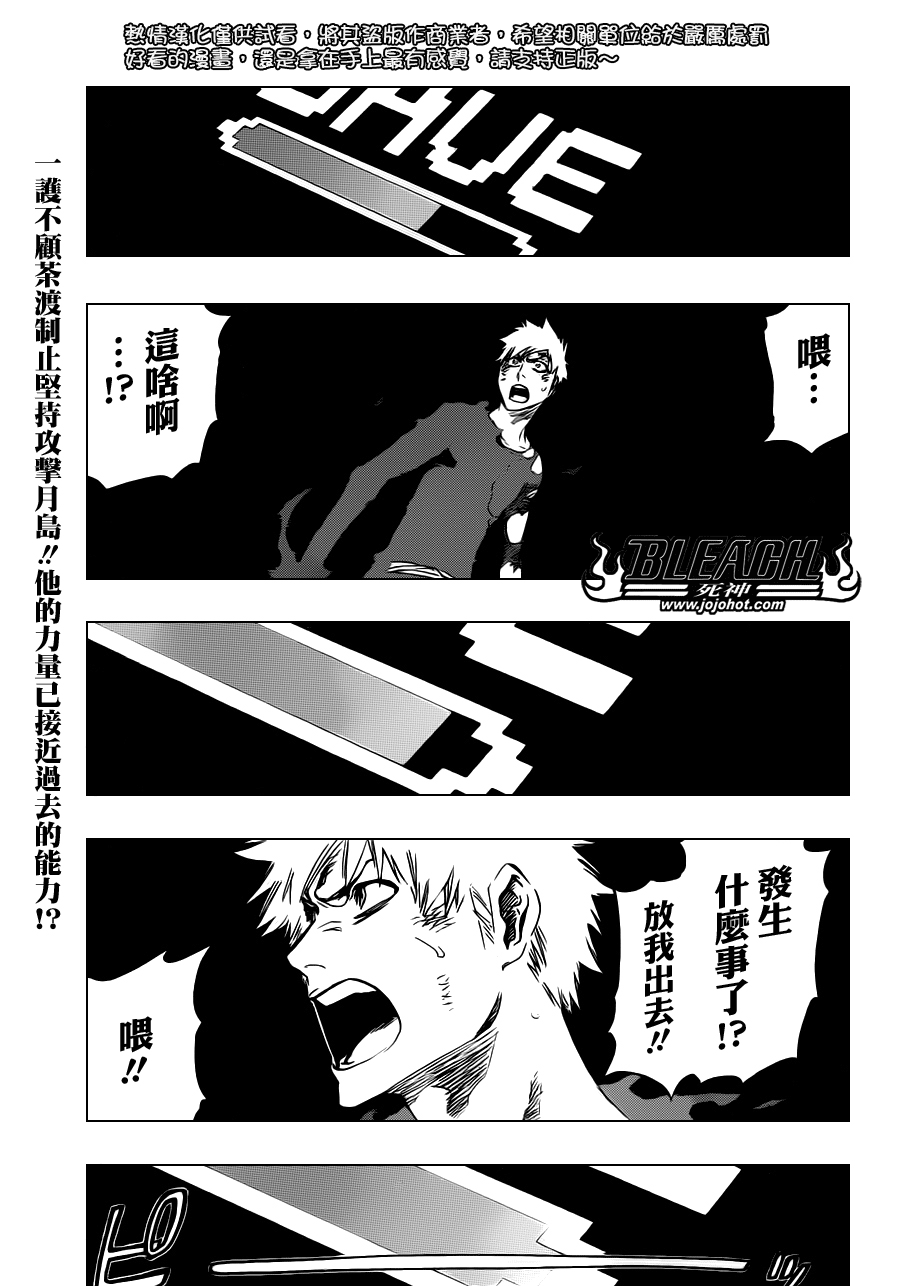 熱情漢化僅供試看，將其盜版作商業者，希望相關單位給於嚴厲處罰
好看的漫畫，還是拿在手上最有感覺，請支持正版～
一護不顧茶渡制止堅持攻擊月島!!他的力量已接近過去的能力!?
SAVE
喂…
這啥啊
…!?
BLEACH
死神
www.jojohot.com
發生
什麼事了!?
放我出去!!
喂!!
ピ